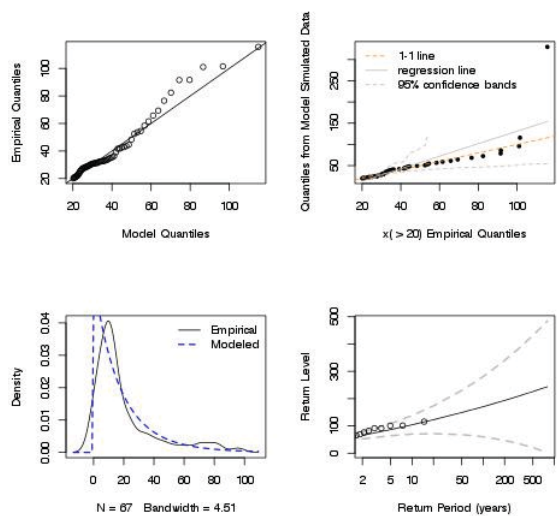 Empirical Quantiles
100
80
60
40
20
20 40 60 80 100
Model Quantiles
Quantiles from Model Simulated Data
250
150
50
1-1 line
regression line
95% confidence bands
20 40 60 80 100
x( > 20) Empirical Quantiles
Density
0.04
0.03
0.02
0.01
0.00
Empirical
Modeled
0 20 40 60 80 100
N = 67 Bandwidth = 4.51
Return Level
500
300
100
0
2 5 10 20 50 200 500
Return Period (years)